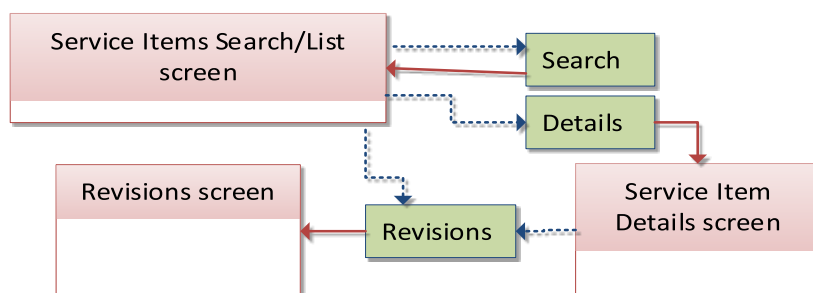 Service Items Search/List
screen
Search
Details
Revisions screen
Service Item
Details screen
Revisions